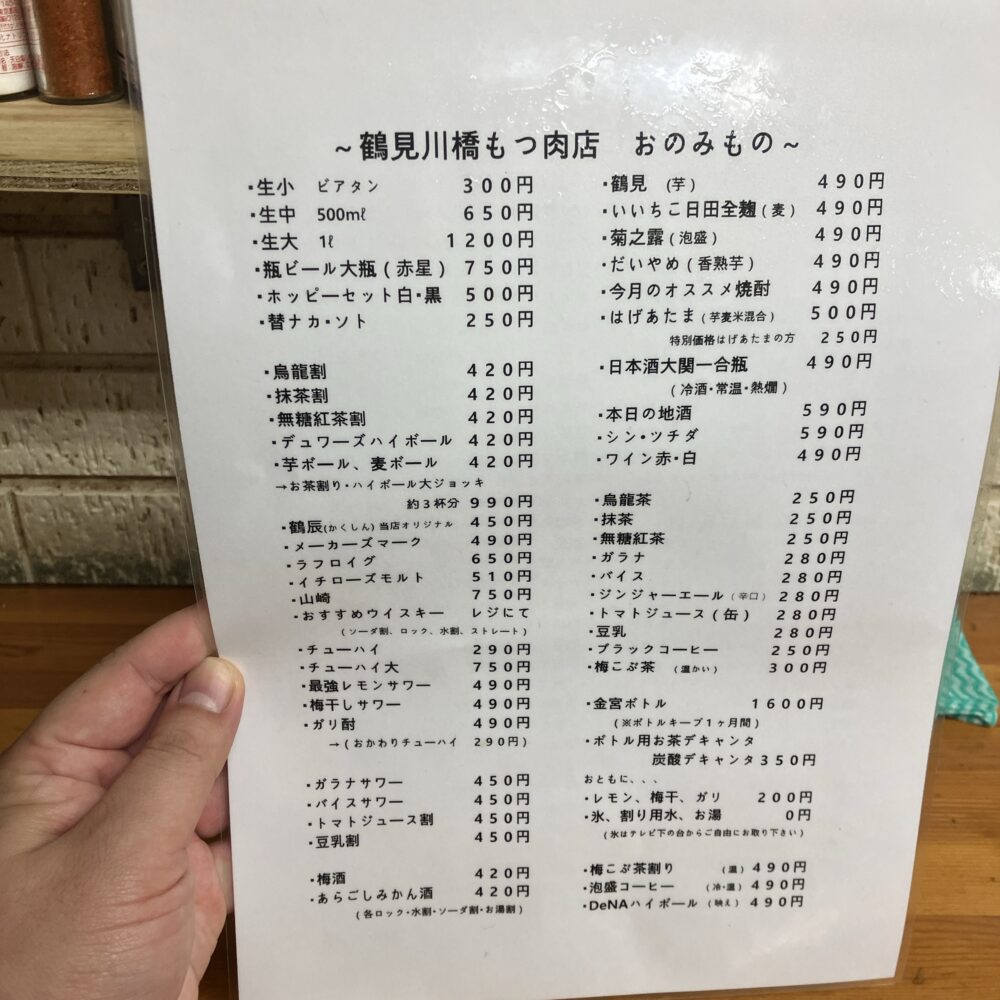 ~鶴見川橋もつ肉店 おのみもの~
・生小 ビアタン 300円
・生中 500㎖ 650円
・生大 1ℓ 1200円
・瓶ビール大瓶(赤星) 750円
・ホッピーセット白・黒 500円
・替ナカ・ソト 250円
・烏龍割 420円
・抹茶割 420円
・無糖紅茶割 420円
・デュワーズハイボール 420円
・芋ボール、麦ボール 420円
→お茶割り・ハイボール大ジョッキ
約3杯分 990円
・鶴辰(かくしん)当店オリジナル 450円
・メーカーズマーク 490円
・ラフロイグ 650円
・イチローズモルト 510円
・山崎 750円
・おすすめウイスキー レジにて
(ソーダ割、ロック、水割、ストレート)
・チューハイ 290円
・チューハイ大 750円
・最強レモンサワー 490円
・梅干しサワー 490円
・ガリ酎 490円
→(おかわりチューハイ 290円)
・ガラナサワー 450円
・バイスサワー 450円
・トマトジュース割 450円
・豆乳割 450円
・梅酒 420円
・あらごしみかん酒 420円
(各ロック・水割・ソーダ割・お湯割)
・鶴見 (芋) 490円
・いいちこ日田全麹(麦) 490円
・菊之露(泡盛) 490円
・だいやめ(香熟芋) 490円
・今月のオススメ焼酎 490円
・はげあたま(芋麦米混合) 500円
特別価格はげあたまの方 250円
・日本酒大関一合瓶 490円
(冷酒・常温・熱燗)
・本日の地酒 590円
・シン・ツチダ 590円
・ワイン赤・白 490円
・烏龍茶 250円
・抹茶 250円
・無糖紅茶 250円
・ガラナ 280円
・バイス 280円
・ジンジャーエール(辛口) 280円
・トマトジュース(缶) 280円
・豆乳 280円
・ブラックコーヒー 250円
・梅こぶ茶 (温かい) 300円
・金宮ボトル 1600円
(※ボトルキープ1ヶ月間)
・ボトル用お茶デキャンタ
炭酸デキャンタ350円
おともに、、、
・レモン、梅干、ガリ 200円
・氷、割り用水、お湯 0円
(氷はテレビ下の台からご自由にお取り下さい)
・梅こぶ茶割り (温) 490円
・泡盛コーヒー (冷・温) 490円
・DeNAハイボール (映え) 490円